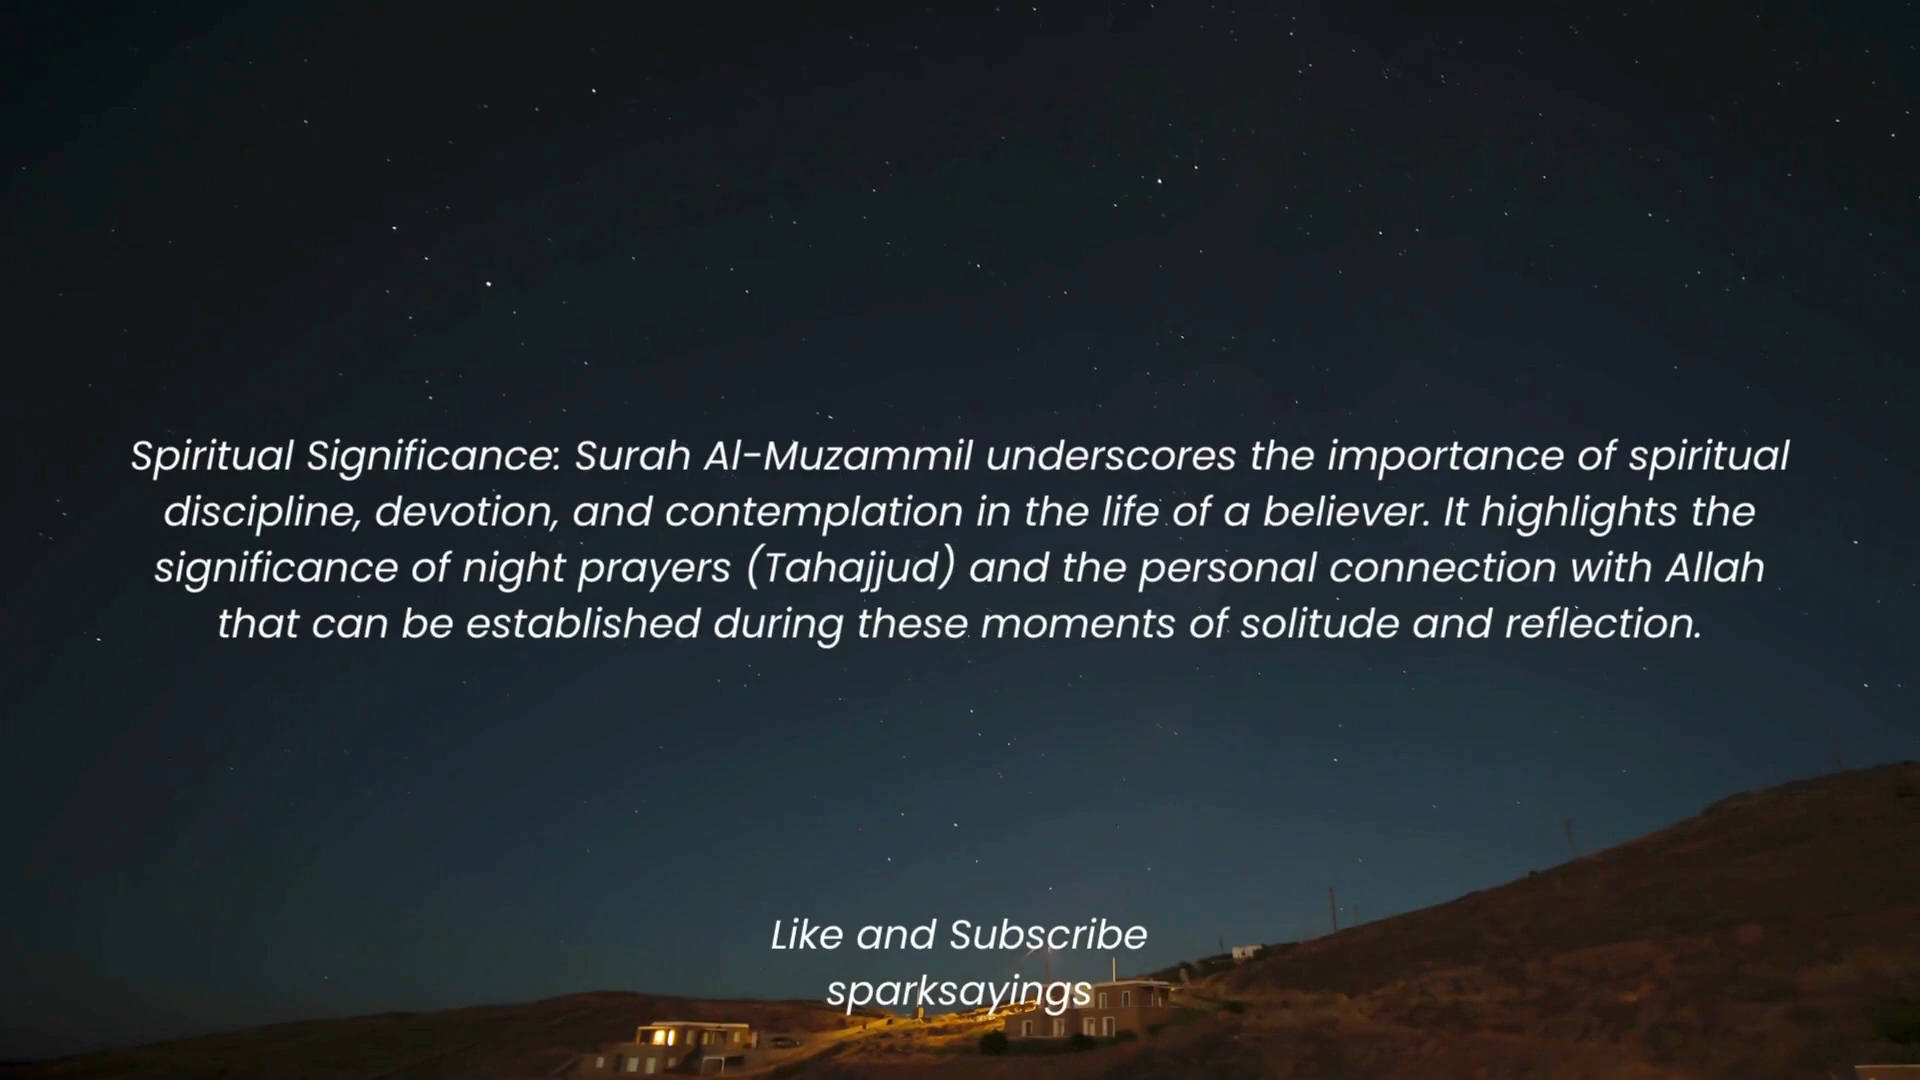 Spiritual Significance: Surah Al-Muzammil underscores the importance of spiritual
discipline, devotion, and contemplation in the life of a believer. It highlights the
significance of night prayers (Tahajjud) and the personal connection with Allah
that can be established during these moments of solitude and reflection.
Like and Subscribe
sparksayings